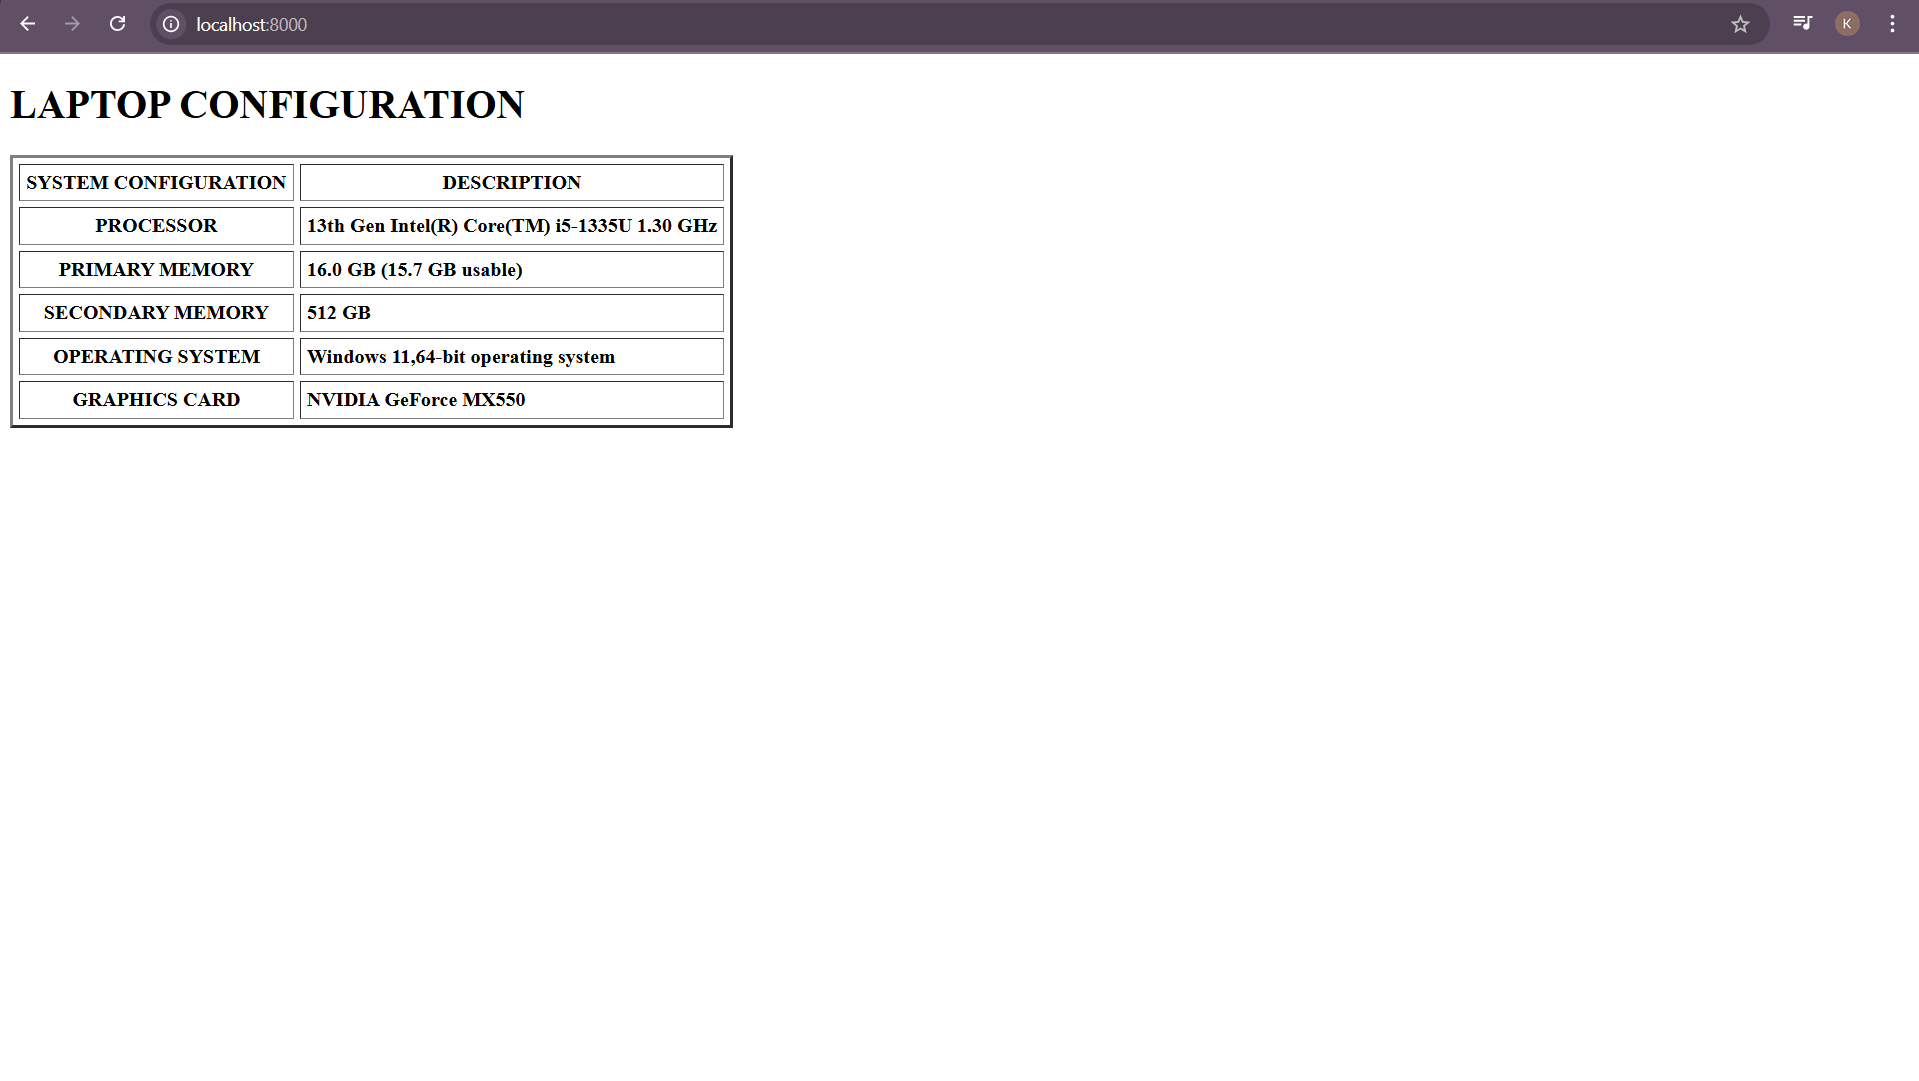 localhost:8000
K
LAPTOP CONFIGURATION
SYSTEM CONFIGURATION DESCRIPTION
PROCESSOR 13th Gen Intel(R) Core(TM) i5-1335U 1.30 GHz
PRIMARY MEMORY 16.0 GB (15.7 GB usable)
SECONDARY MEMORY 512 GB
OPERATING SYSTEM Windows 11,64-bit operating system
GRAPHICS CARD NVIDIA GeForce MX550